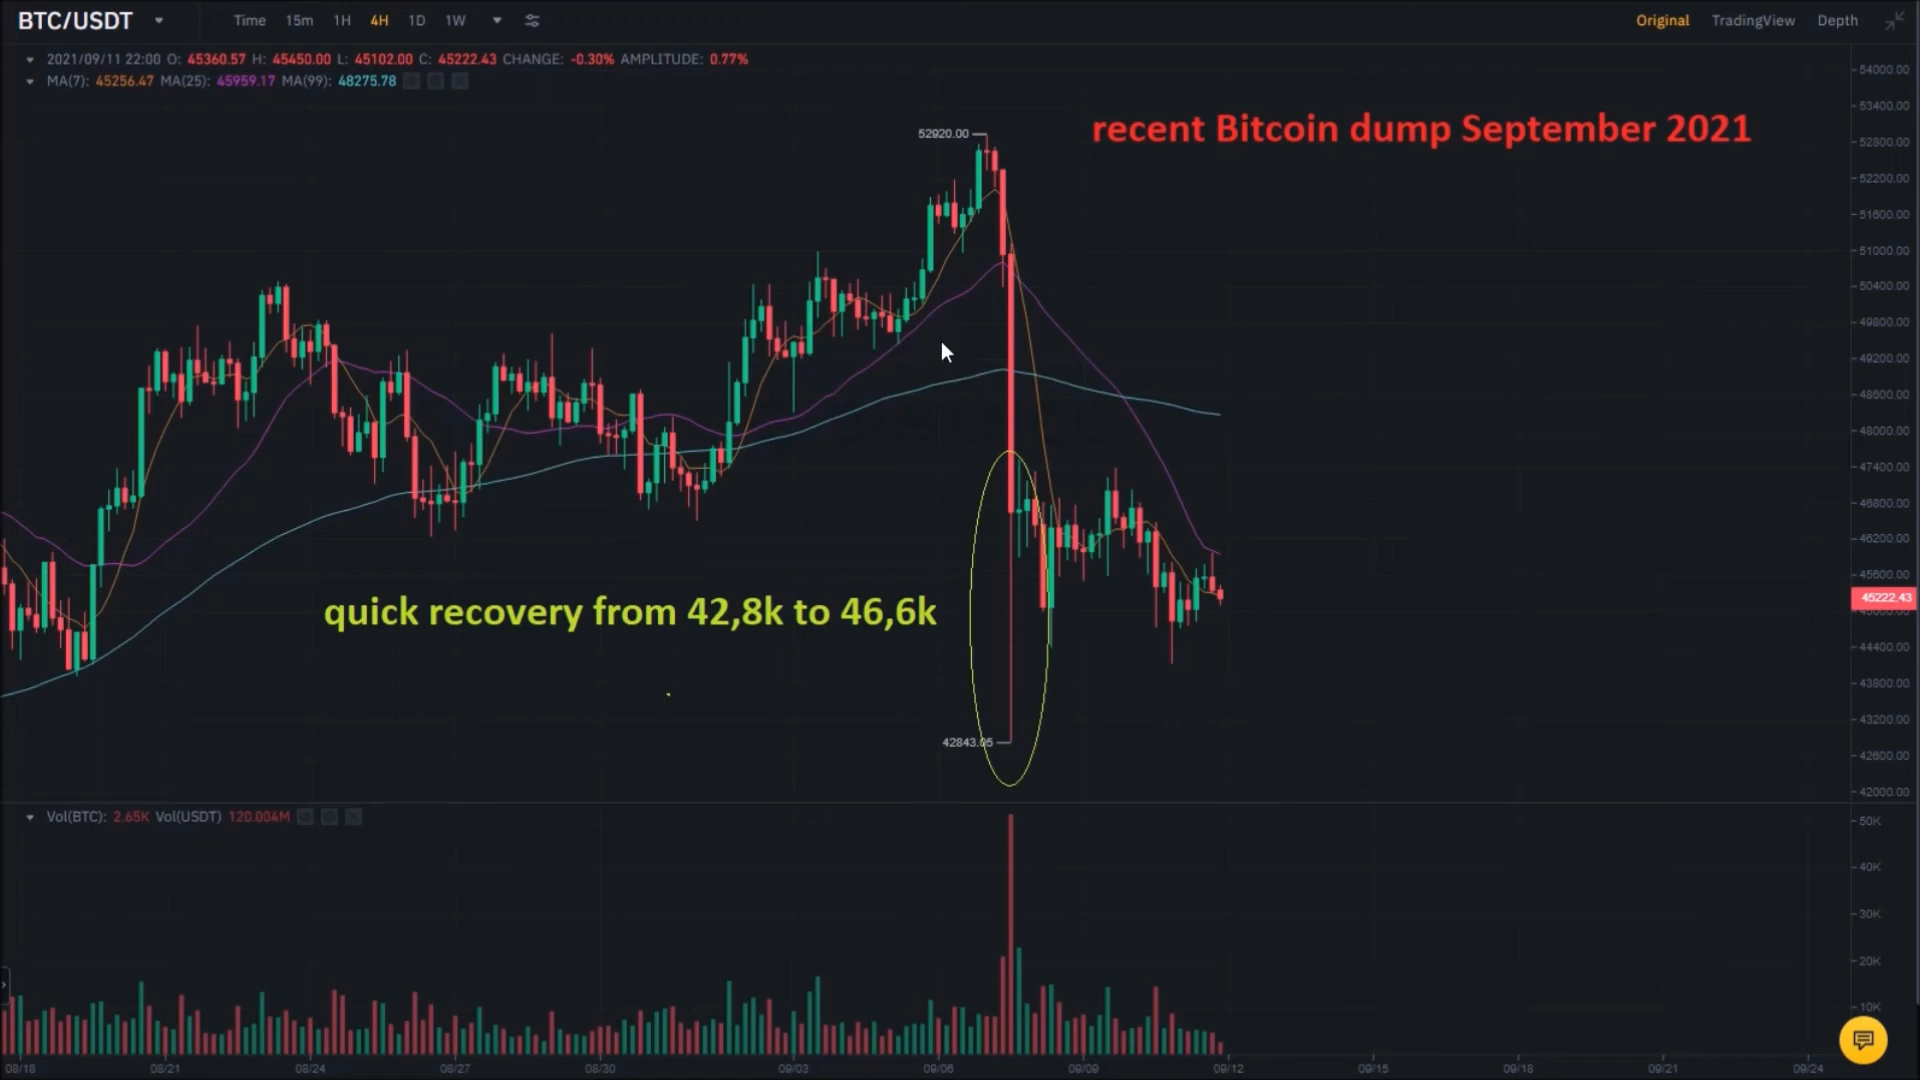 BTC/USDT Time 15m 1H 4H 1D 1W Original TradingView Depth
2021/09/11 22:00 O: 45360.57 H: 45450.00 L: 45102.00 C: 45222.43 CHANGE: -0.30% AMPLITUDE: 0.77%
MA(7): 45256.47 MA(25): 45959.17 MA(99): 48275.78
54000.00
53400.00
recent Bitcoin dump September 2021
52920.00
52800.00
52200.00
51600.00
51000.00
50400.00
49800.00
49200.00
48600.00
48000.00
47400.00
46800.00
46200.00
45600.00
45222.43
quick recovery from 42,8k to 46,6k
44400.00
43800.00
43200.00
42843.05
42600.00
42000.00
Vol(BTC): 2.65K Vol(USDT) 120.004M
50K
40K
30K
20K
10K
08/18 08/21 08/24 08/27 08/30 09/03 09/06 09/09 09/12 09/15 09/18 09/21 09/24